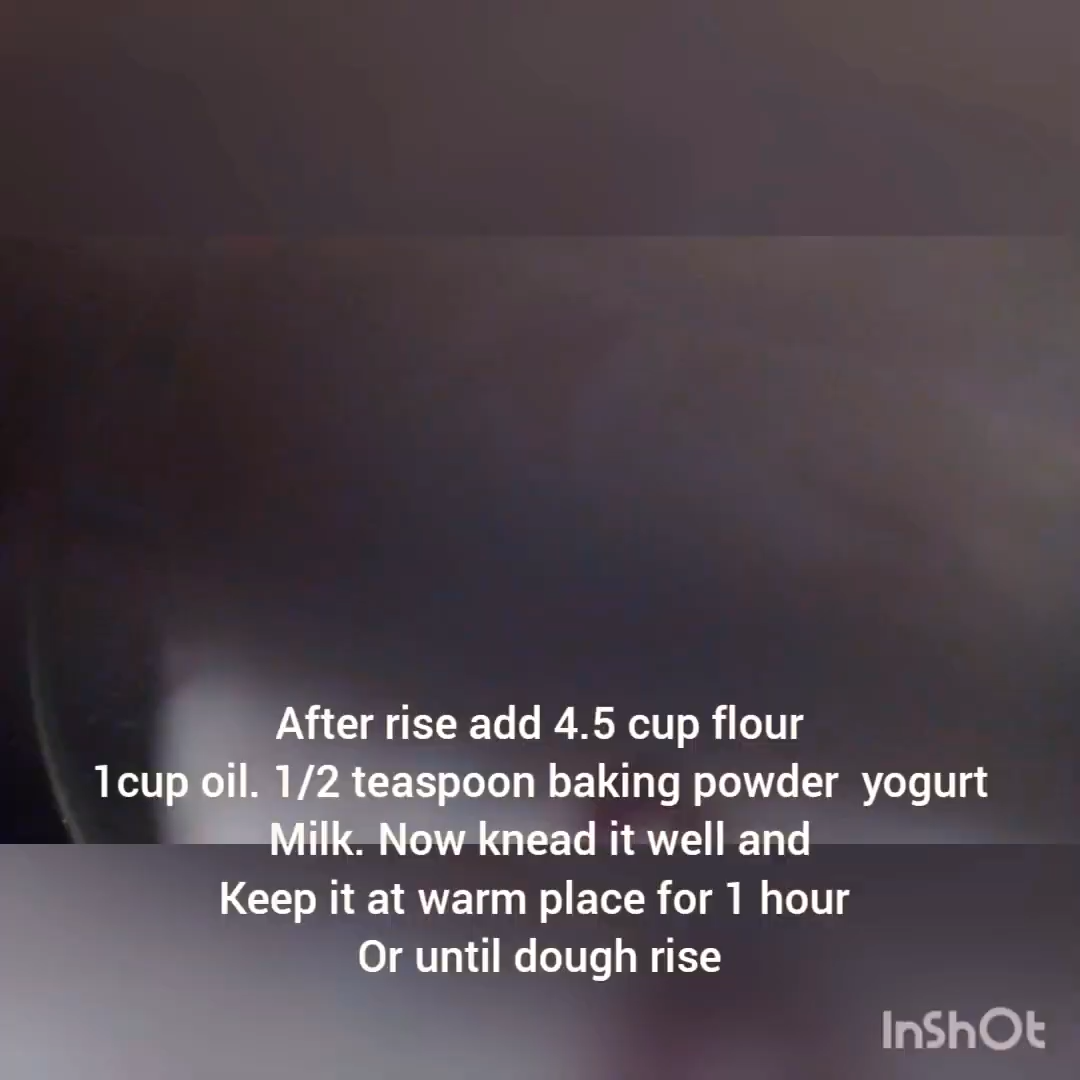 After rise add 4.5 cup flour
1cup oil. 1/2 teaspoon baking powder  yogurt
Milk. Now knead it well and
Keep it at warm place for 1 hour
Or until dough rise
InShOt